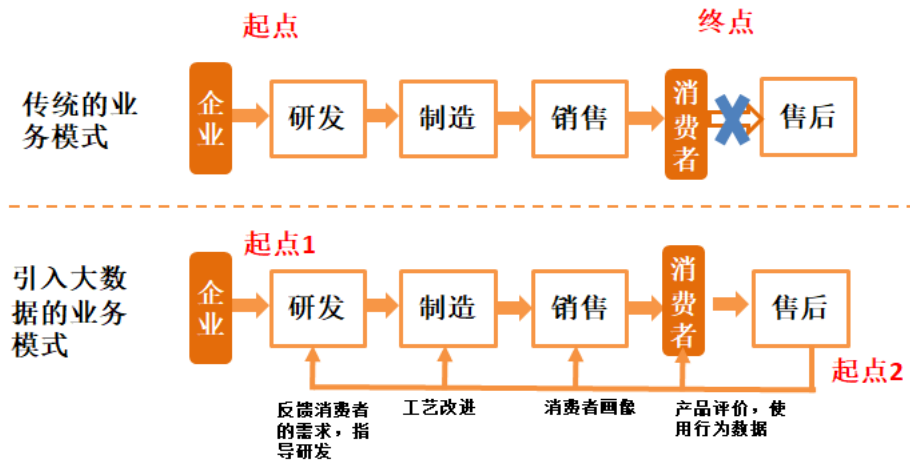 起点
终点
传统的业
务模式
企业
研发
制造
销售
消费者
售后
起点1
引入大数
据的业务
模式
企业
研发
制造
销售
消费者
售后
起点2
反馈消费者
的需求，指
导研发
工艺改进
消费者画像
产品评价，使
用行为数据